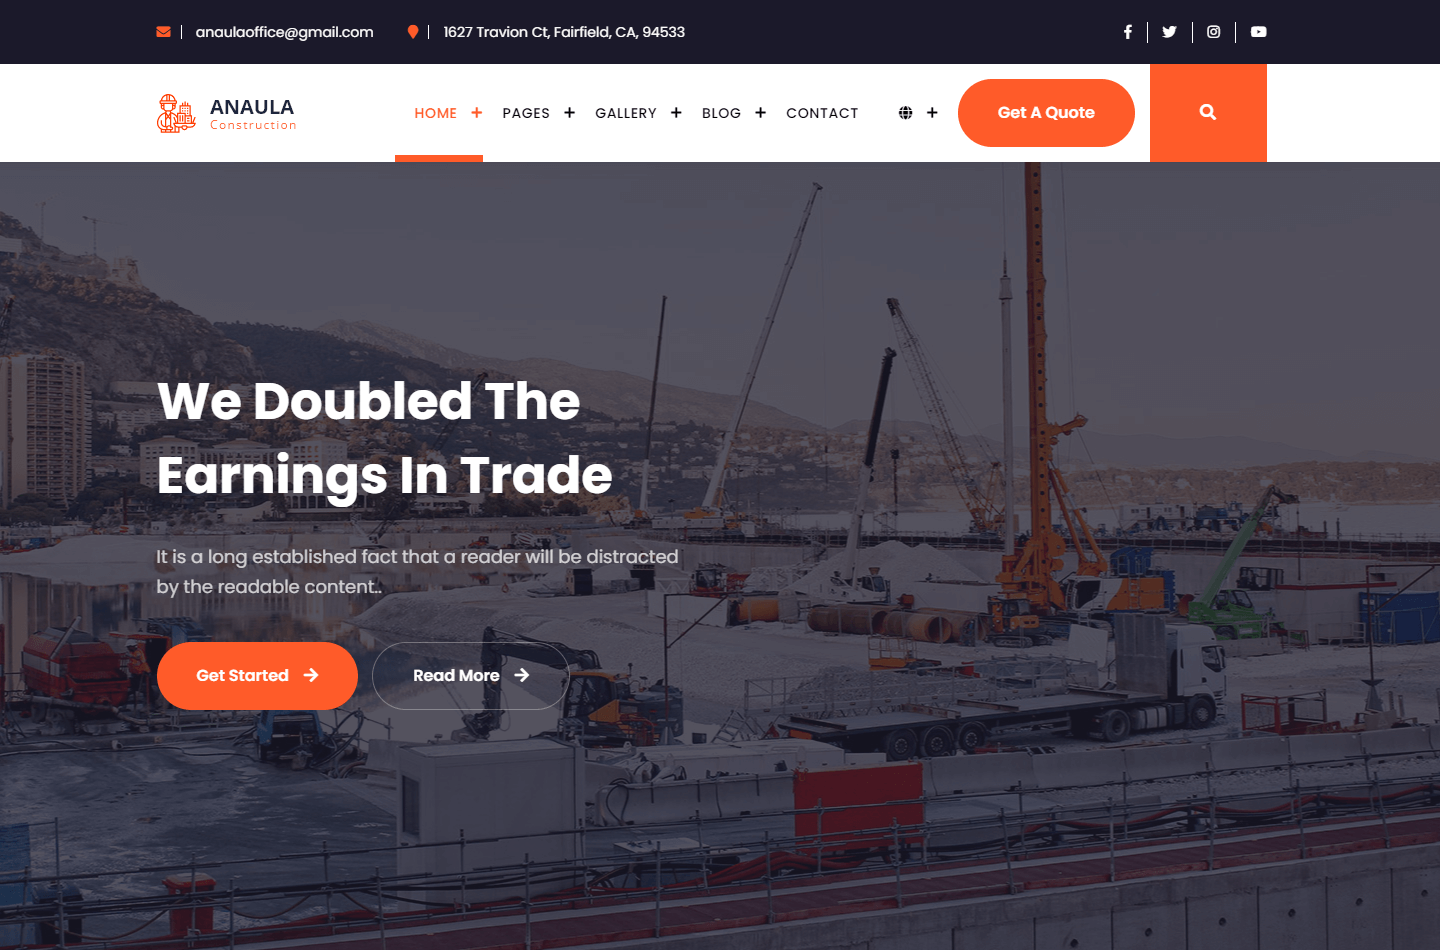 anaulaoffice@gmail.com
1627 Travion Ct, Fairfield, CA, 94533
ANAULA
Construction
HOME
PAGES
GALLERY
BLOG
CONTACT
Get A Quote
We Doubled The
Earnings In Trade
It is a long established fact that a reader will be distracted
by the readable content..
Get Started
Read More